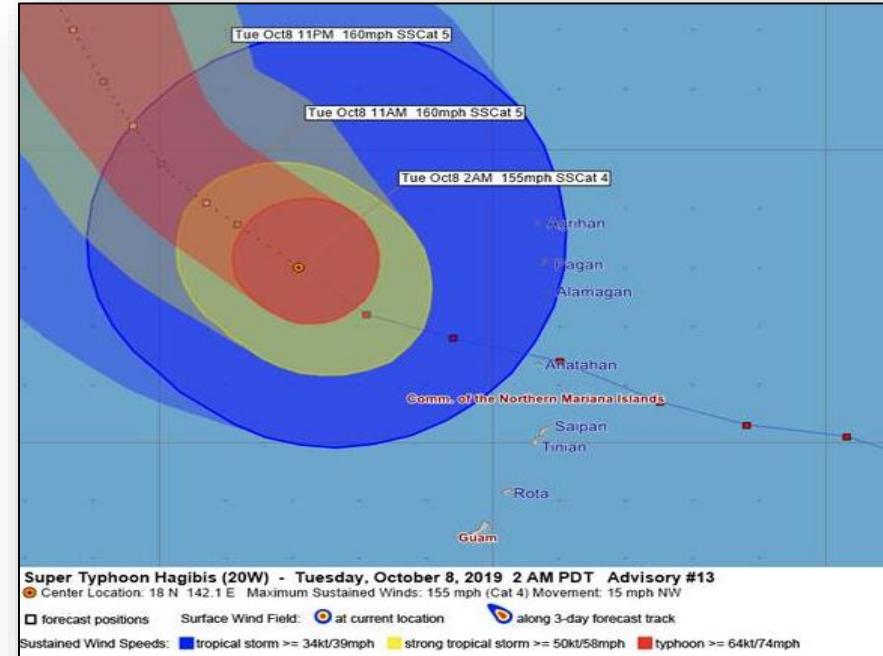 Tue Oct8 11PM 160mph SSCat 5
Tue Oct8 11AM 160mph SSCat 5
Tue Oct8 2AM 155mph SSCat 4
Agrihan
Pagan
Alamagan
Anatahan
Comm. of the Northern Mariana Islands
Saipan
Tinian
Rota
Guam
Super Typhoon Hagibis (20W) - Tuesday, October 8, 2019 2 AM PDT Advisory #13
Center Location: 18 N 142.1 E Maximum Sustained Winds: 155 mph (Cat 4) Movement: 15 mph NW
forecast positions Surface Wind Field: at current location along 3-day forecast track
Sustained Wind Speeds: tropical storm >= 34kt/39mph strong tropical storm >= 50kt/58mph typhoon >= 64kt/74mph